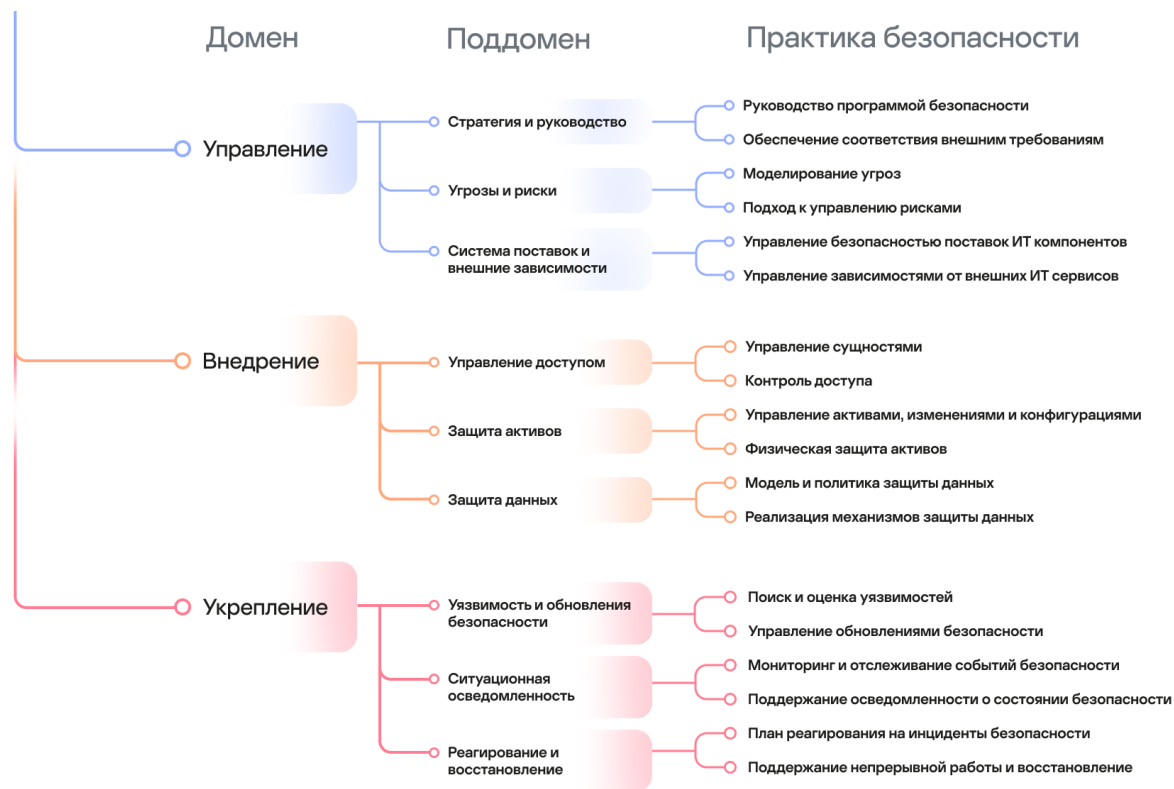 Домен
Поддомен
Практика безопасности
Управление
Стратегия и руководство
Руководство программой безопасности
Обеспечение соответствия внешним требованиям
Угрозы и риски
Моделирование угроз
Подход к управлению рисками
Система поставок и
внешние зависимости
Управление безопасностью поставок ИТ компонентов
Управление зависимостями от внешних ИТ сервисов
Внедрение
Управление доступом
Управление сущностями
Контроль доступа
Защита активов
Управление активами, изменениями и конфигурациями
Физическая защита активов
Защита данных
Модель и политика защиты данных
Реализация механизмов защиты данных
Укрепление
Уязвимость и обновления
безопасности
Поиск и оценка уязвимостей
Управление обновлениями безопасности
Ситуационная
осведомленность
Мониторинг и отслеживание событий безопасности
Поддержание осведомленности о состоянии безопасности
Реагирование и
восстановление
План реагирования на инциденты безопасности
Поддержание непрерывной работы и восстановление